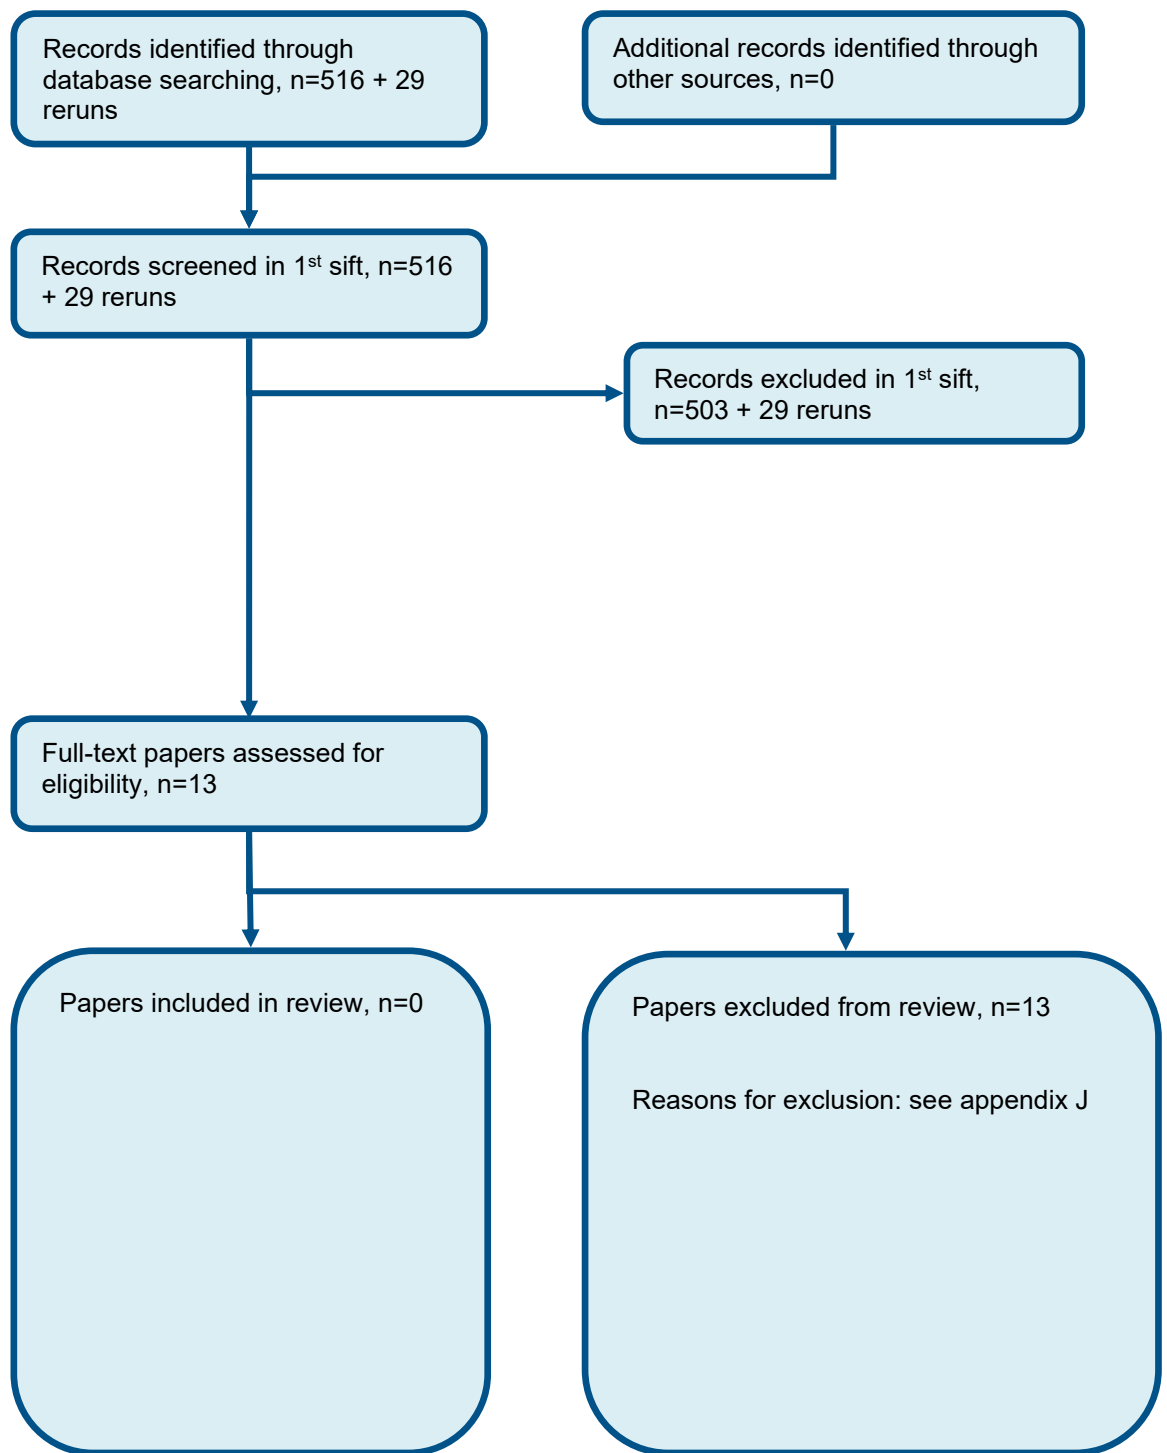 Records identified through
database searching, n=516 + 29
reruns
Additional records identified through
other sources, n=0
Records screened in 1st sift, n=516
+ 29 reruns
Records excluded in 1st sift,
n=503 + 29 reruns
Full-text papers assessed for
eligibility, n=13
Papers included in review, n=0
Papers excluded from review, n=13
Reasons for exclusion: see appendix J